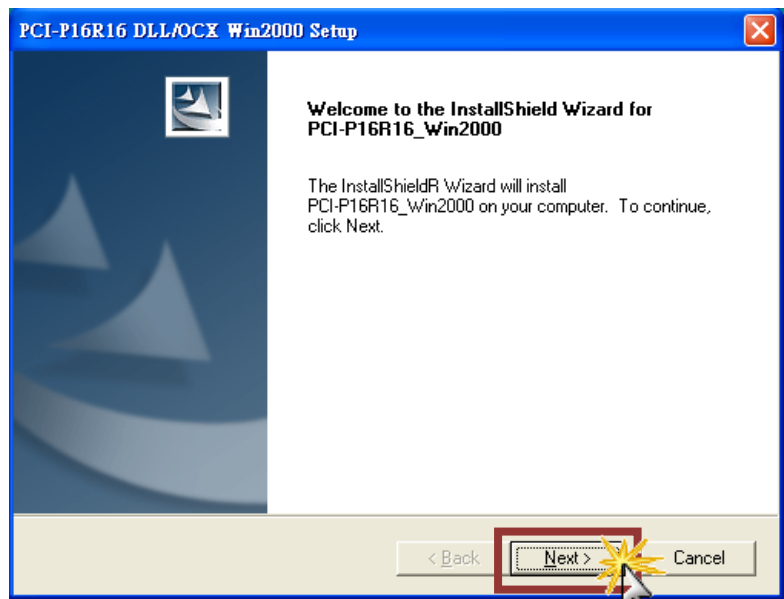 PCI-P16R16 DLL/OCX Win2000 Setup
Welcome to the InstallShield Wizard for
PCI-P16R16_Win2000
The InstallShieldR Wizard will install
PCI-P16R16_Win2000 on your computer. To continue,
click Next.
< Back Next > Cancel